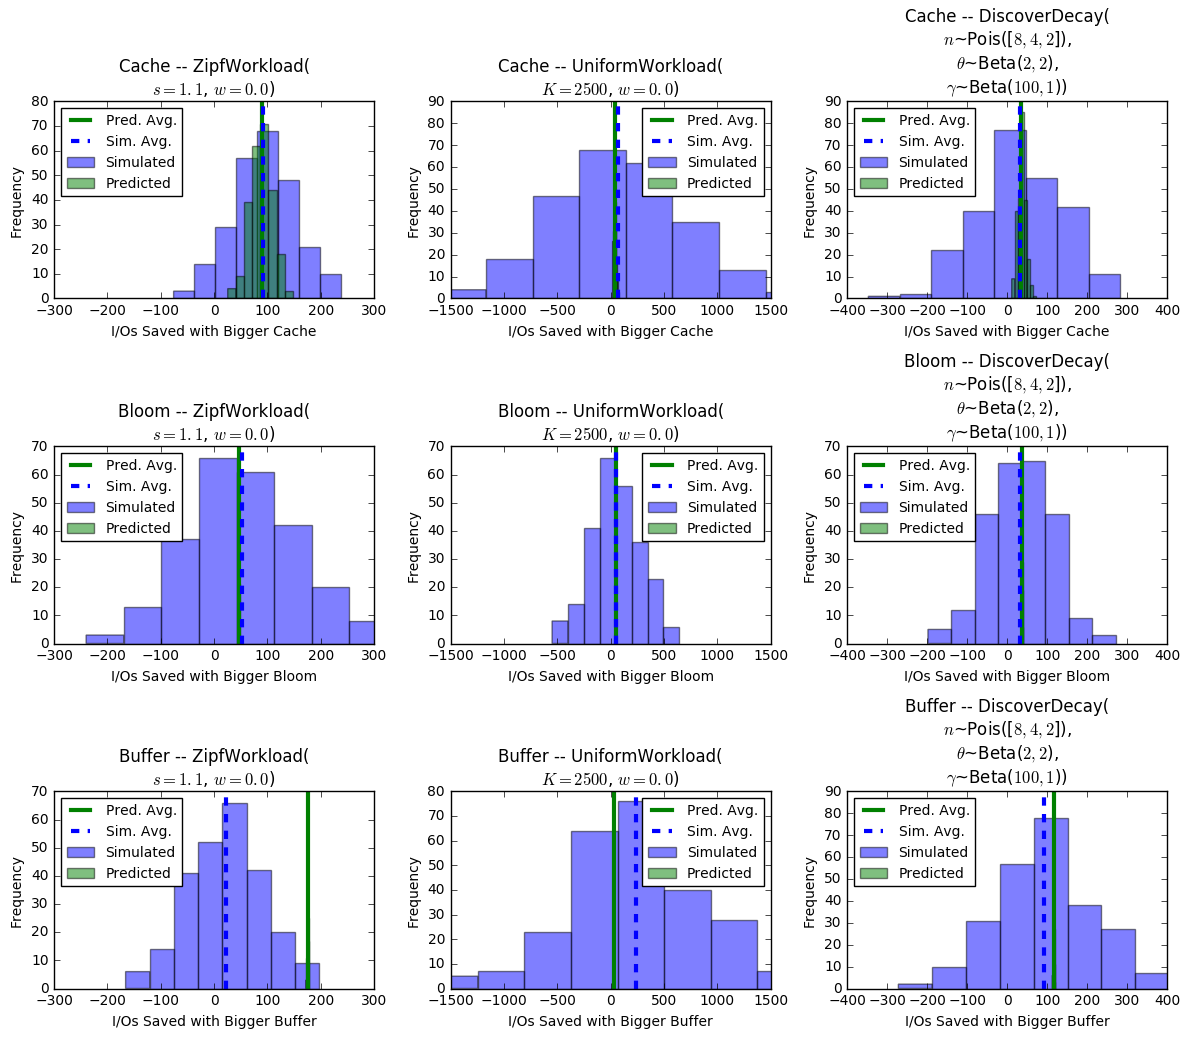 Cache -- ZipfWorkload(
s = 1.1, w = 0.0)
80
70
60
50
40
30
20
10
0
Frequency
Pred. Avg.
Sim. Avg.
Simulated
Predicted
−300 −200 −100 0 100 200 300
I/Os Saved with Bigger Cache
Cache -- UniformWorkload(
K = 2500, w = 0.0)
90
80
70
60
50
40
30
20
10
0
Frequency
Pred. Avg.
Sim. Avg.
Simulated
Predicted
−1500 −1000 −500 0 500 1000 1500
I/Os Saved with Bigger Cache
Cache -- DiscoverDecay(
n~Pois([8, 4, 2]),
θ~Beta(2, 2),
γ~Beta(100, 1))
90
80
70
60
50
40
30
20
10
0
Frequency
Pred. Avg.
Sim. Avg.
Simulated
Predicted
−400 −300 −200 −100 0 100 200 300 400
I/Os Saved with Bigger Cache
Bloom -- ZipfWorkload(
s = 1.1, w = 0.0)
70
60
50
40
30
20
10
0
Frequency
Pred. Avg.
Sim. Avg.
Simulated
Predicted
−300 −200 −100 0 100 200 300
I/Os Saved with Bigger Bloom
Bloom -- UniformWorkload(
K = 2500, w = 0.0)
70
60
50
40
30
20
10
0
Frequency
Pred. Avg.
Sim. Avg.
Simulated
Predicted
−1500 −1000 −500 0 500 1000 1500
I/Os Saved with Bigger Bloom
Bloom -- DiscoverDecay(
n~Pois([8, 4, 2]),
θ~Beta(2, 2),
γ~Beta(100, 1))
70
60
50
40
30
20
10
0
Frequency
Pred. Avg.
Sim. Avg.
Simulated
Predicted
−400 −300 −200 −100 0 100 200 300 400
I/Os Saved with Bigger Bloom
Buffer -- ZipfWorkload(
s = 1.1, w = 0.0)
70
60
50
40
30
20
10
0
Frequency
Pred. Avg.
Sim. Avg.
Simulated
Predicted
−300 −200 −100 0 100 200 300
I/Os Saved with Bigger Buffer
Buffer -- UniformWorkload(
K = 2500, w = 0.0)
80
70
60
50
40
30
20
10
0
Frequency
Pred. Avg.
Sim. Avg.
Simulated
Predicted
−1500 −1000 −500 0 500 1000 1500
I/Os Saved with Bigger Buffer
Buffer -- DiscoverDecay(
n~Pois([8, 4, 2]),
θ~Beta(2, 2),
γ~Beta(100, 1))
90
80
70
60
50
40
30
20
10
0
Frequency
Pred. Avg.
Sim. Avg.
Simulated
Predicted
−400 −300 −200 −100 0 100 200 300 400
I/Os Saved with Bigger Buffer